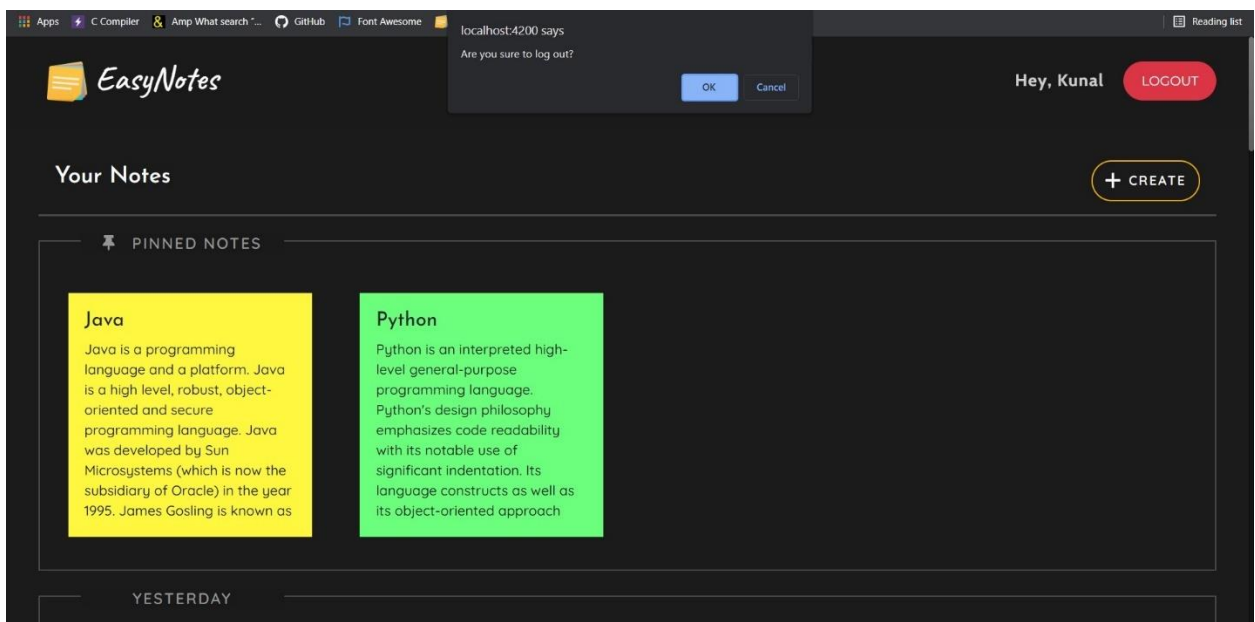 Apps C Compiler Amp What search "... GitHub Font Awesome Reading list
localhost:4200 says
Are you sure to log out?
OK Cancel
EasyNotes
Hey, Kunal LOGOUT
Your Notes
+ CREATE
PINNED NOTES
Java
Java is a programming
language and a platform. Java
is a high level, robust, object-
oriented and secure
programming language. Java
was developed by Sun
Microsystems (which is now the
subsidiary of Oracle) in the year
1995. James Gosling is known as
Python
Python is an interpreted high-
level general-purpose
programming language.
Python's design philosophy
emphasizes code readability
with its notable use of
significant indentation. Its
language constructs as well as
its object-oriented approach
YESTERDAY